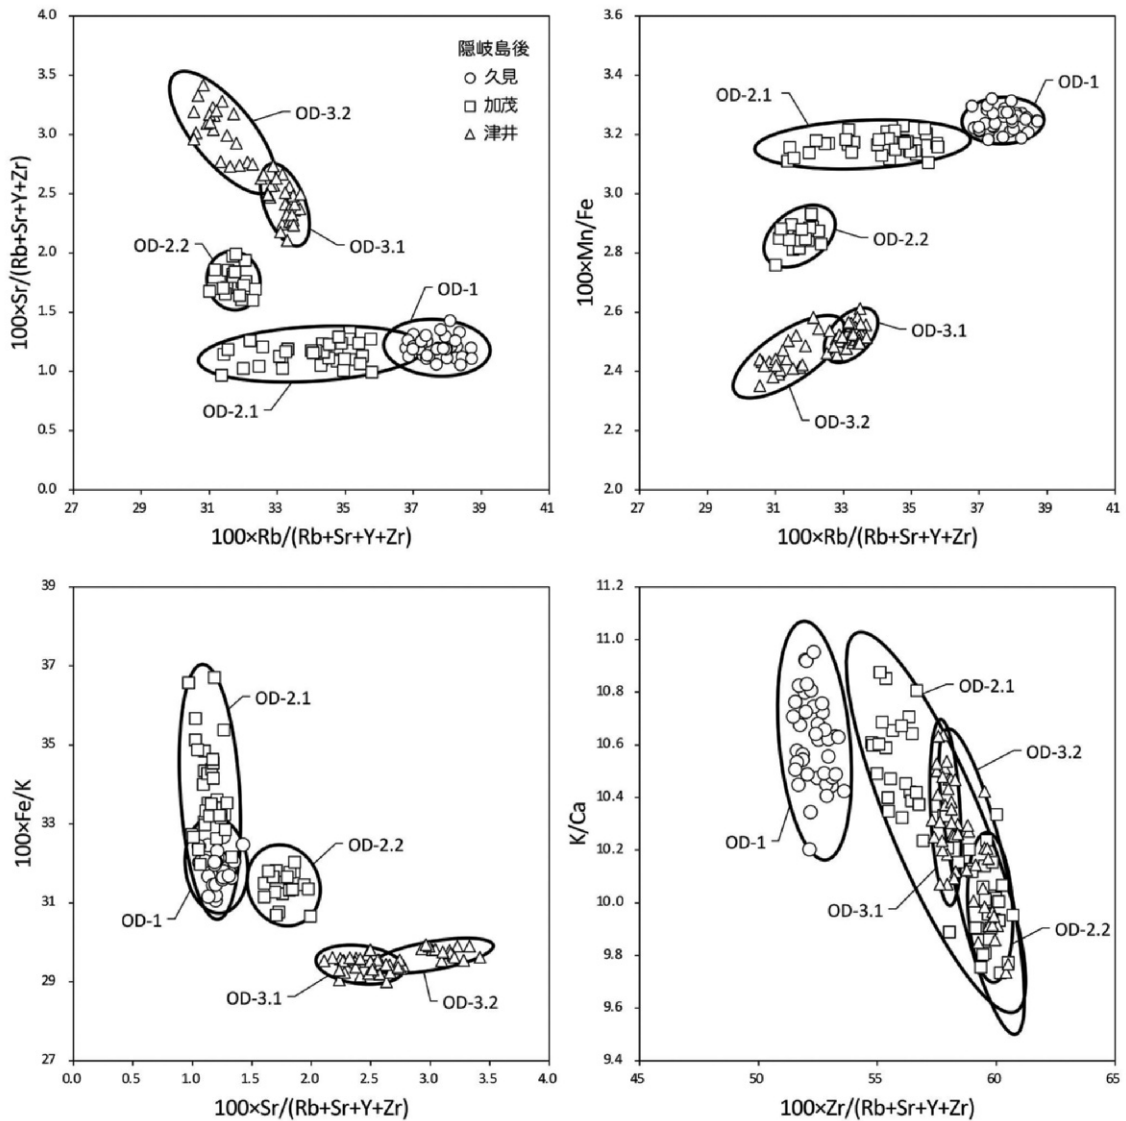 4.0
3.5
3.0
2.5
2.0
1.5
1.0
0.5
0.0
27 29 31 33 35 37 39 41
100×Sr/(Rb+Sr+Y+Zr)
100×Rb/(Rb+Sr+Y+Zr)
隠岐島後
久見
加茂
津井
OD-3.2
OD-3.1
OD-2.2
OD-1
OD-2.1
3.6
3.4
3.2
3.0
2.8
2.6
2.4
2.2
2.0
27 29 31 33 35 37 39 41
100×Mn/Fe
100×Rb/(Rb+Sr+Y+Zr)
OD-1
OD-2.1
OD-2.2
OD-3.1
OD-3.2
39
37
35
33
31
29
27
0.0 0.5 1.0 1.5 2.0 2.5 3.0 3.5 4.0
100×Fe/K
100×Sr/(Rb+Sr+Y+Zr)
OD-2.1
OD-2.2
OD-1
OD-3.1
OD-3.2
11.2
11.0
10.8
10.6
10.4
10.2
10.0
9.8
9.6
9.4
45 50 55 60 65
K/Ca
100×Zr/(Rb+Sr+Y+Zr)
OD-2.1
OD-3.2
OD-1
OD-3.1
OD-2.2